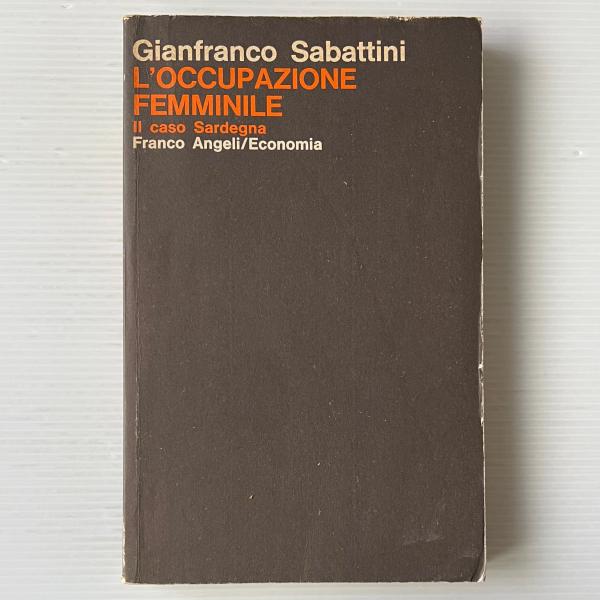 Gianfranco Sabattini
L'OCCUPAZIONE
FEMMINILE
Il caso Sardegna
Franco Angeli/Economia